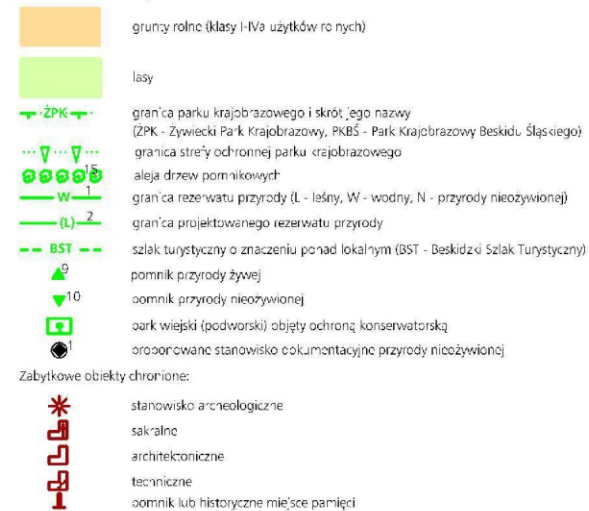 grunty rolne (klasy I-IVa użytków rolnych)
lasy
ŻPK granica parku krajobrazowego i skrót jego nazwy
(ŻPK - Żywiecki Park Krajobrazowy, PKBŚ - Park Krajobrazowy Beskidu Śląskiego)
granica strefy ochronnej parku krajobrazowego
15 aleja drzew pomnikowych
W 1 granica rezerwatu przyrody (L - leśny, W - wodny, N - przyrody nieożywionej)
(L) 2 granica projektowanego rezerwatu przyrody
BST szlak turystyczny o znaczeniu ponad lokalnym (BST - Beskidzki Szlak Turystyczny)
9 pomnik przyrody żywej
10 pomnik przyrody nieożywionej
park wiejski (podworski) objęty ochroną konserwatorską
1 proponowane stanowisko dokumentacyjne przyrody nieożywionej
Zabytkowe obiekty chronione:
stanowisko archeologiczne
sakralne
architektoniczne
techniczne
pomnik lub historyczne miejsce pamięci